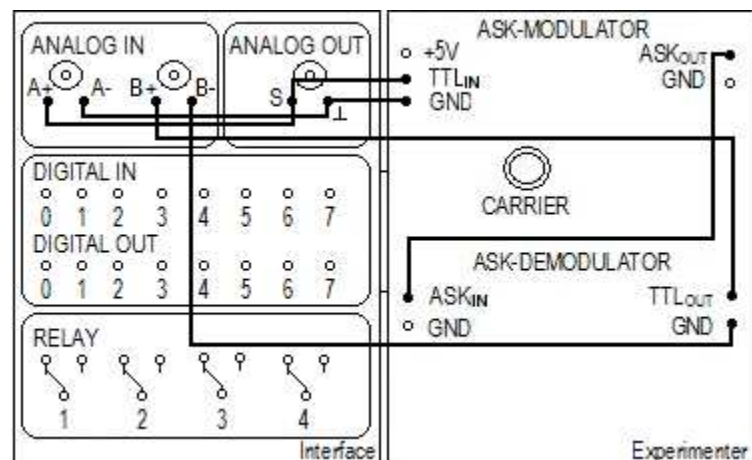 ANALOG IN
A+ A- B+ B-
ANALOG OUT
S ⊥
DIGITAL IN
0 1 2 3 4 5 6 7
DIGITAL OUT
0 1 2 3 4 5 6 7
RELAY
1 2 3 4
Interface
ASK-MODULATOR
+5V
TTLIN
GND
ASKOUT
GND
CARRIER
ASK-DEMODULATOR
ASKIN
GND
TTLOUT
GND
Experimenter